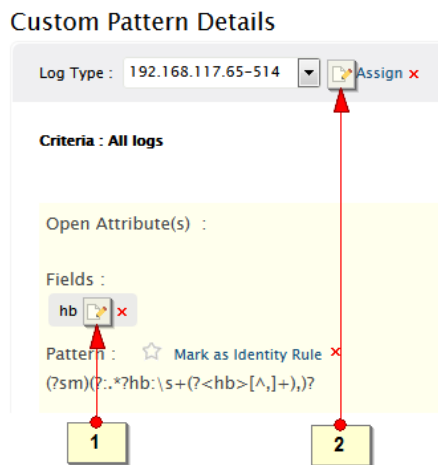 Custom Pattern Details
Log Type : 192.168.117.65-514 Assign
Criteria : All logs
Open Attribute(s) :
Fields :
hb
Pattern : Mark as Identity Rule
(?sm)(?:.*?hb:\s+(?<hb>[^,]+),)?
1 2